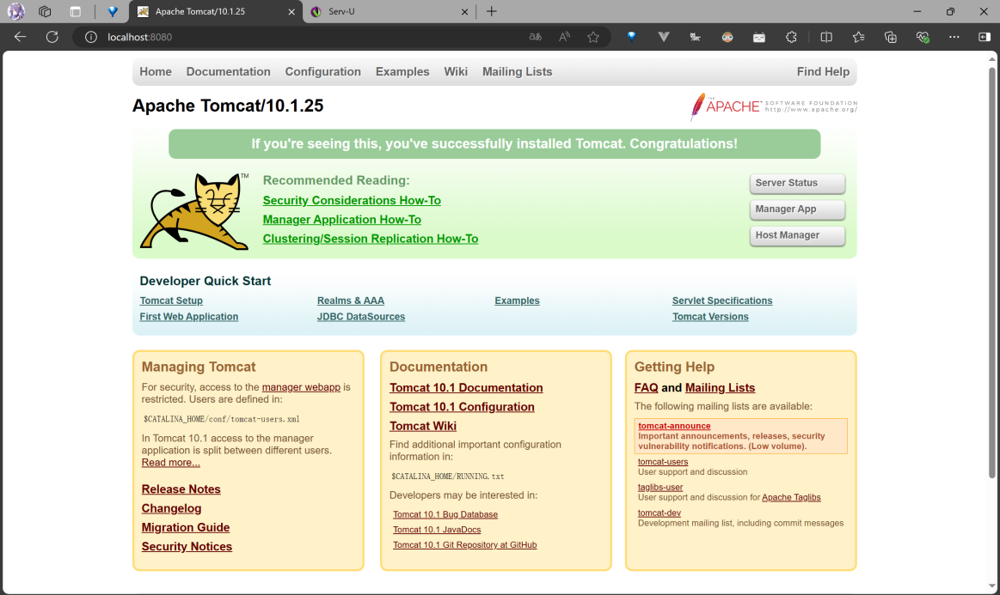 Apache Tomcat/10.1.25
Serv-U
localhost:8080
Home Documentation Configuration Examples Wiki Mailing Lists Find Help
Apache Tomcat/10.1.25
THE
APACHE® SOFTWARE FOUNDATION
http://www.apache.org/
If you're seeing this, you've successfully installed Tomcat. Congratulations!
TM
Recommended Reading:
Security Considerations How-To
Manager Application How-To
Clustering/Session Replication How-To
Server Status
Manager App
Host Manager
Developer Quick Start
Tomcat Setup
First Web Application
Realms & AAA
JDBC DataSources
Examples
Servlet Specifications
Tomcat Versions
Managing Tomcat
For security, access to the manager webapp is
restricted. Users are defined in:
$CATALINA_HOME/conf/tomcat-users.xml
In Tomcat 10.1 access to the manager
application is split between different users.
Read more...
Release Notes
Changelog
Migration Guide
Security Notices
Documentation
Tomcat 10.1 Documentation
Tomcat 10.1 Configuration
Tomcat Wiki
Find additional important configuration
information in:
$CATALINA_HOME/RUNNING.txt
Developers may be interested in:
Tomcat 10.1 Bug Database
Tomcat 10.1 JavaDocs
Tomcat 10.1 Git Repository at GitHub
Getting Help
FAQ and Mailing Lists
The following mailing lists are available:
tomcat-announce
Important announcements, releases, security
vulnerability notifications. (Low volume).
tomcat-users
User support and discussion
taglibs-user
User support and discussion for Apache Taglibs
tomcat-dev
Development mailing list, including commit messages